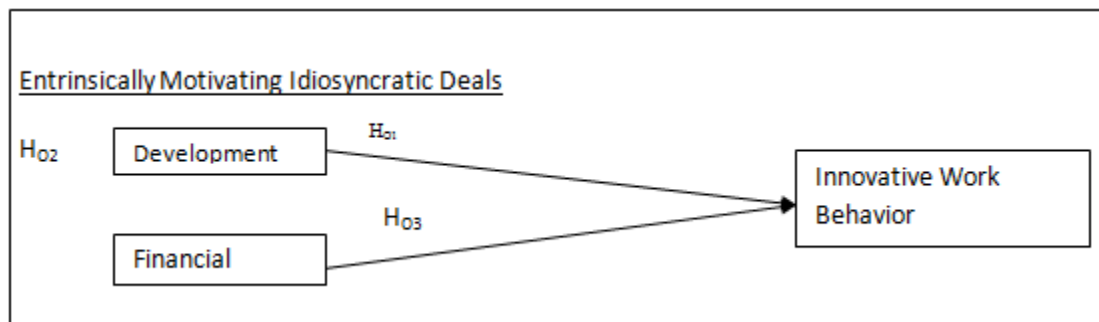 Entrinsically Motivating Idiosyncratic Deals
HO1
HO2
Development
Innovative Work
Behavior
HO3
Financial